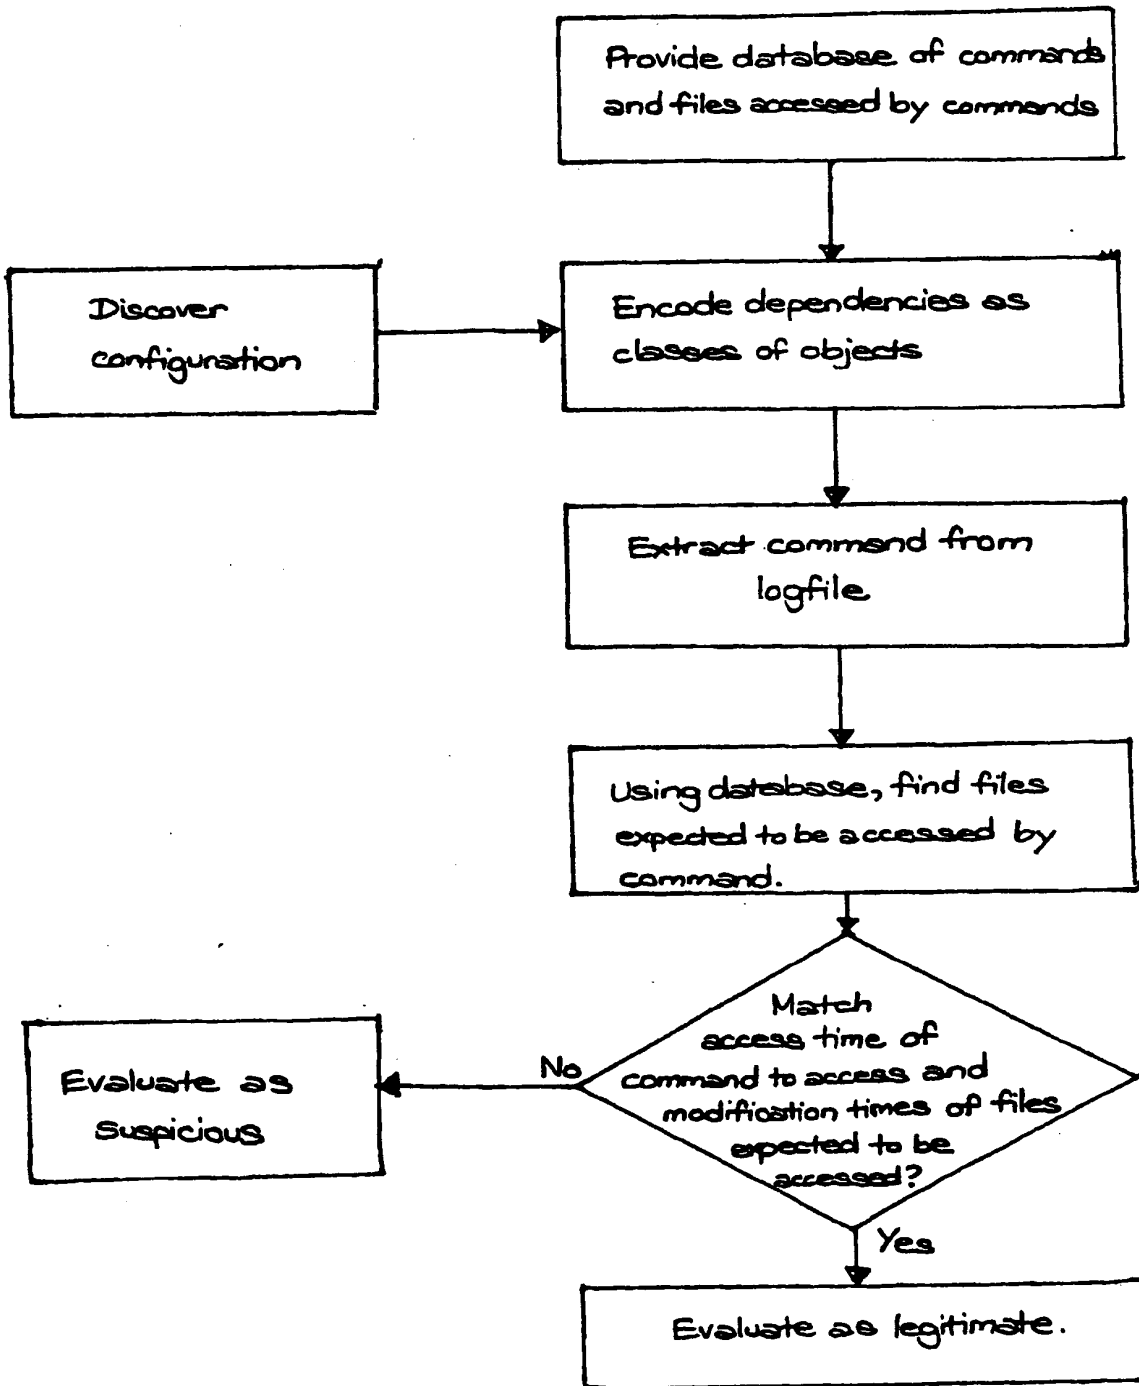 Provide database of commands
and files accessed by commands
Discover
configuration
Encode dependencies as
classes of objects
Extract command from
logfile
Using database, find files
expected to be accessed by
command.
Match
access time of
command to access and
modification times of files
expected to be
accessed?
No
Evaluate as
suspicious
Yes
Evaluate as legitimate.